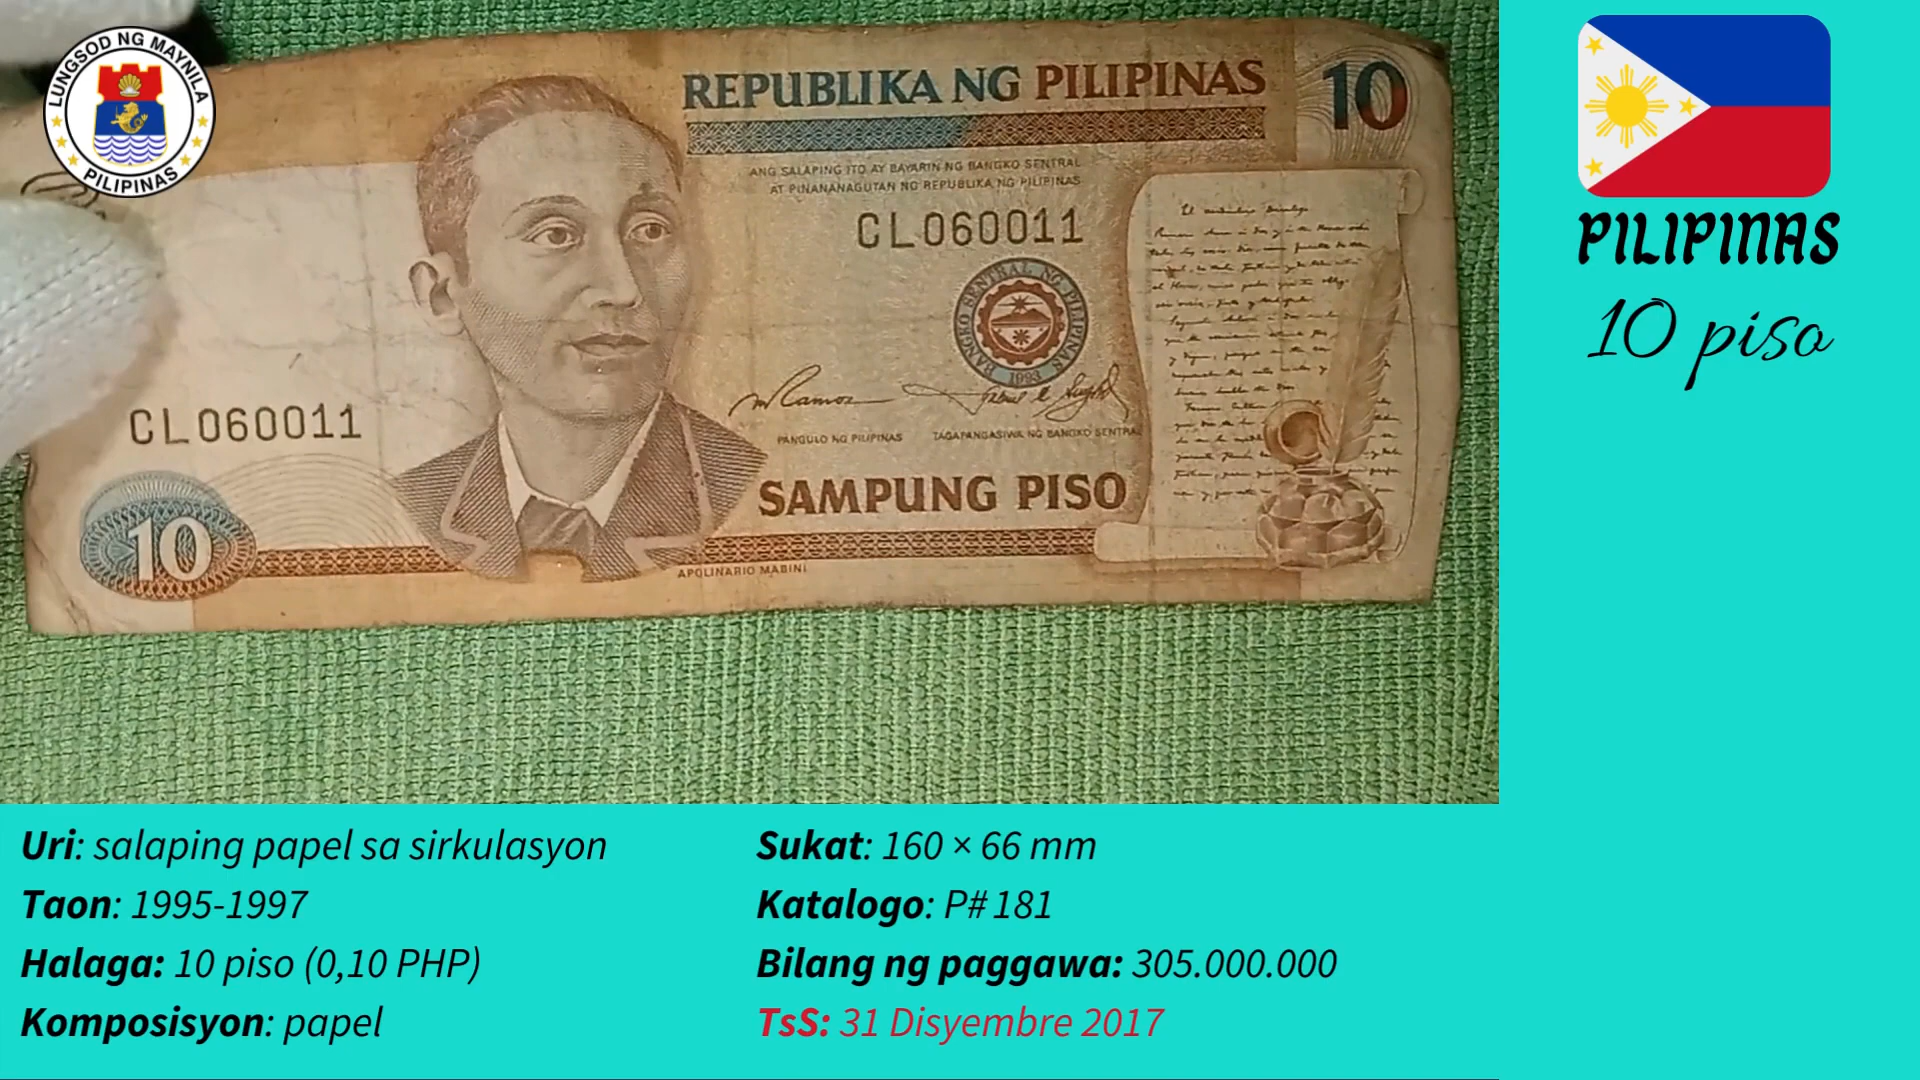 LUNGSOD NG MAYNILA
PILIPINAS
REPUBLIKA NG PILIPINAS
10
ANG SALAPING ITO AY BAYARIN NG BANGKO SENTRAL
AT PINANANAGUTAN NG REPUBLIKA NG PILIPINAS
CL060011
BANGKO SENTRAL NG PILIPINAS
1993
CL060011
PANGULO NG PILIPINAS
TAGAPANGASIWA NG BANGKO SENTRAL
SAMPUNG PISO
10
APOLINARIO MABINI
PILIPINAS
10 piso
Uri: salaping papel sa sirkulasyon
Taon: 1995-1997
Halaga: 10 piso (0,10 PHP)
Komposisyon: papel
Sukat: 160 × 66 mm
Katalogo: P# 181
Bilang ng paggawa: 305.000.000
TsS: 31 Disyembre 2017